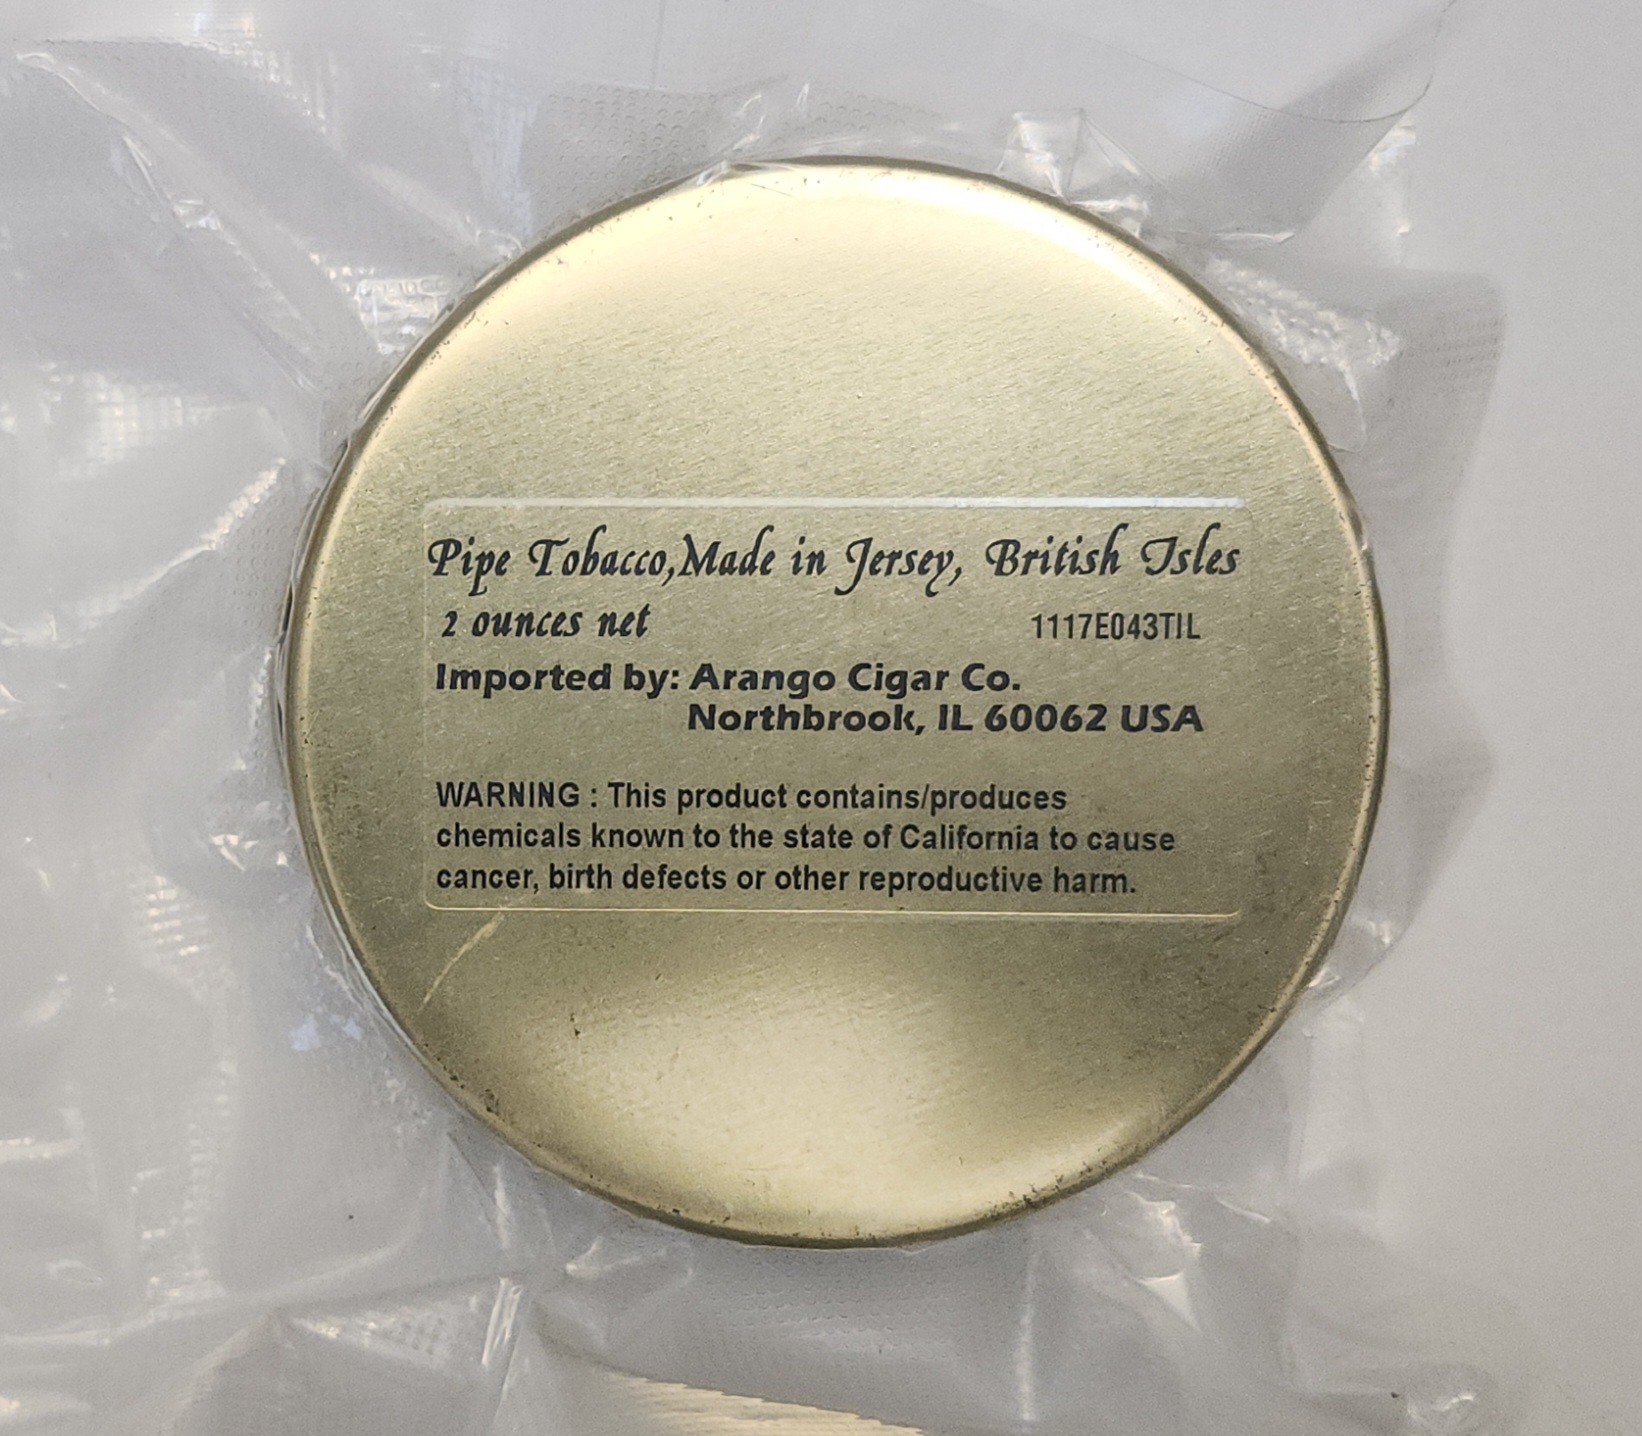 Pipe Tobacco,Made in Jersey, British Isles
2 ounces net 1117E043TIL
Imported by: Arango Cigar Co.
Northbrook, IL 60062 USA
WARNING : This product contains/produces
chemicals known to the state of California to cause
cancer, birth defects or other reproductive harm.